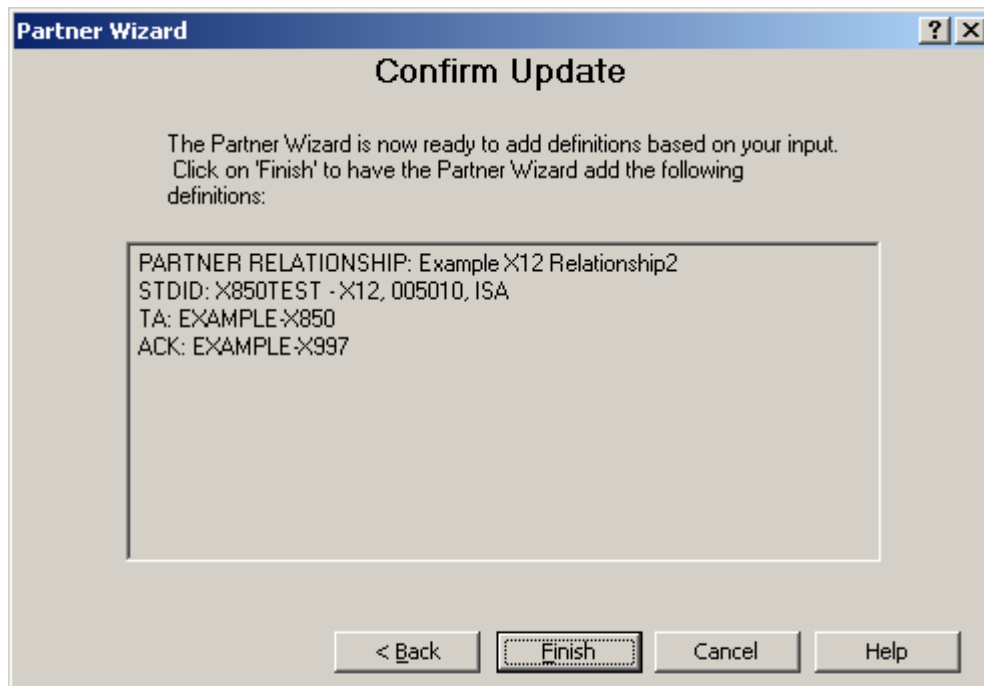 Partner Wizard
Confirm Update
The Partner Wizard is now ready to add definitions based on your input.
Click on 'Finish' to have the Partner Wizard add the following
definitions:
PARTNER RELATIONSHIP: Example X12 Relationship2
STDID: X850TEST - X12, 005010, ISA
TA: EXAMPLE-X850
ACK: EXAMPLE-X997
< Back Finish Cancel Help